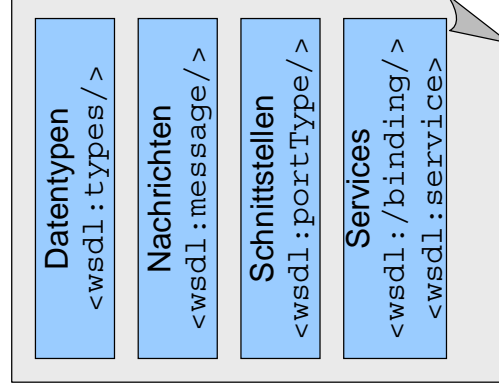 Datentypen
<wsdl:types/>
Nachrichten
<wsdl:message/>
Schnittstellen
<wsdl:portType/>
Services
<wsdl:/binding/>
<wsdl:service>